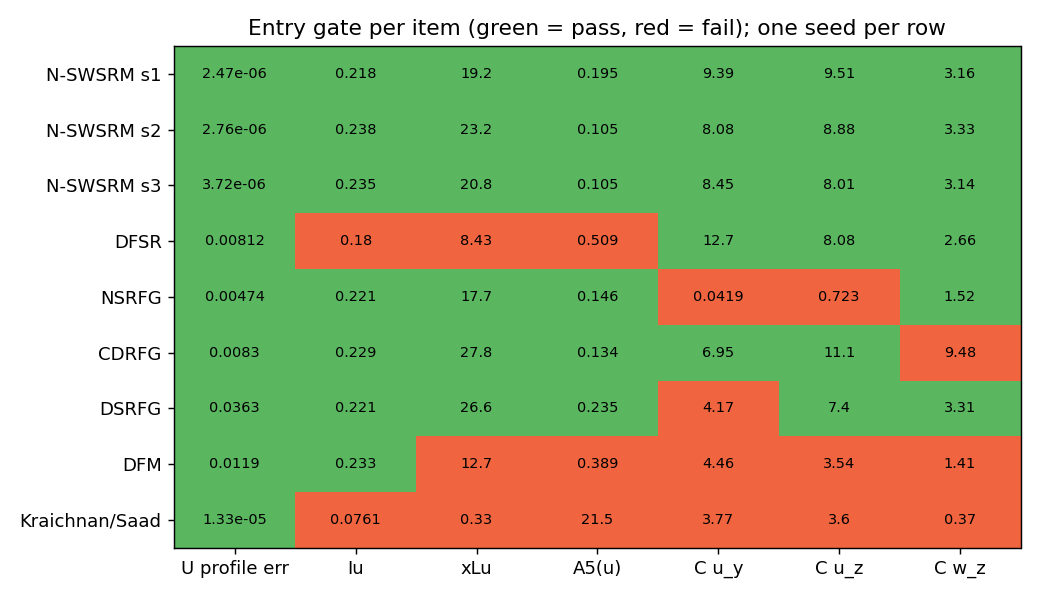 Entry gate per item (green = pass, red = fail); one seed per row
N-SWSRM s1 2.47e-06 0.218 19.2 0.195 9.39 9.51 3.16
N-SWSRM s2 2.76e-06 0.238 23.2 0.105 8.08 8.88 3.33
N-SWSRM s3 3.72e-06 0.235 20.8 0.105 8.45 8.01 3.14
DFSR 0.00812 0.18 8.43 0.509 12.7 8.08 2.66
NSRFG 0.00474 0.221 17.7 0.146 0.0419 0.723 1.52
CDRFG 0.0083 0.229 27.8 0.134 6.95 11.1 9.48
DSRFG 0.0363 0.221 26.6 0.235 4.17 7.4 3.31
DFM 0.0119 0.233 12.7 0.389 4.46 3.54 1.41
Kraichnan/Saad 1.33e-05 0.0761 0.33 21.5 3.77 3.6 0.37
U profile err Iu xLu A5(u) C u_y C u_z C w_z